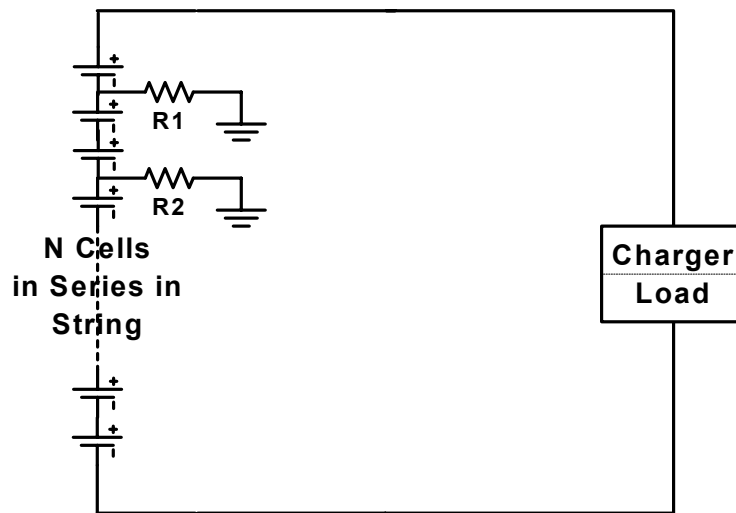 R1
R2
N Cells
in Series in
String
Charger
Load